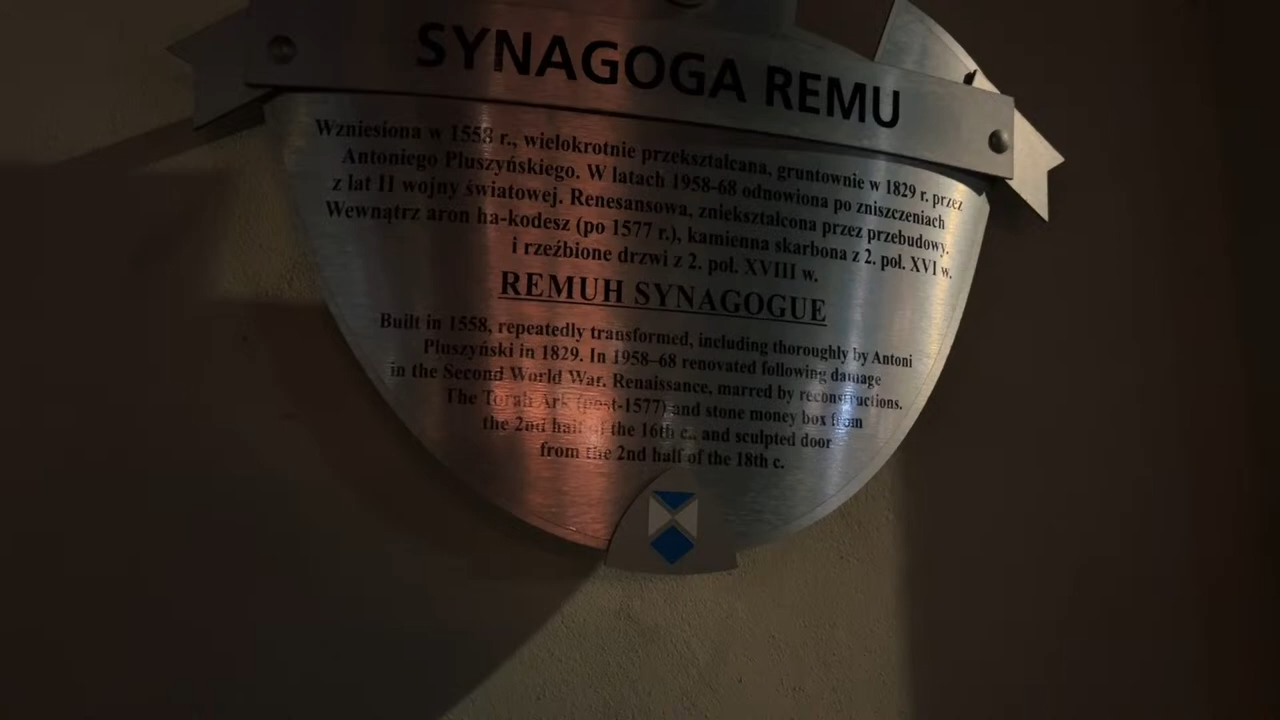 SYNAGOGA REMU
Wzniesiona w 1558 r., wielokrotnie przekształcana, gruntownie w 1829 r. przez
Antoniego Pluszyńskiego. W latach 1958-68 odnowiona po zniszczeniach
z lat II wojny światowej. Renesansowa, zniekształcona przez przebudowy.
Wewnątrz aron ha-kodesz (po 1577 r.), kamienna skarbona z 2. poł. XVI w.
i rzeźbione drzwi z 2. poł. XVIII w.
REMUH SYNAGOGUE
Built in 1558, repeatedly transformed, including thoroughly by Antoni
Pluszyński in 1829. In 1958–68 renovated following damage
in the Second World War. Renaissance, marred by reconstructions.
The Torah Ark (post-1577) and stone money box from
the 2nd half of the 16th c., and sculpted door
from the 2nd half of the 18th c.